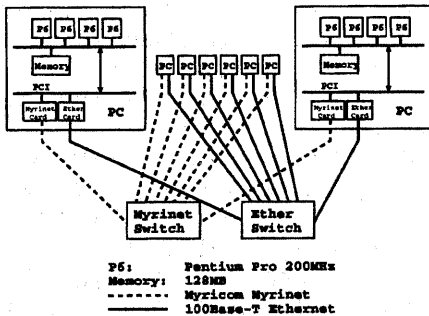 P6 P6 P6 P6
Memory
PCI
Myrinet Card
Ether Card
PC
PC PC PC PC PC PC
P6 P6 P6 P6
Memory
PCI
Myrinet Card
Ether Card
PC
Myrinet Switch
Ether Switch
P6: Pentium Pro 200MHz
Memory: 128MB
Myricom Myrinet
100Base-T Ethernet